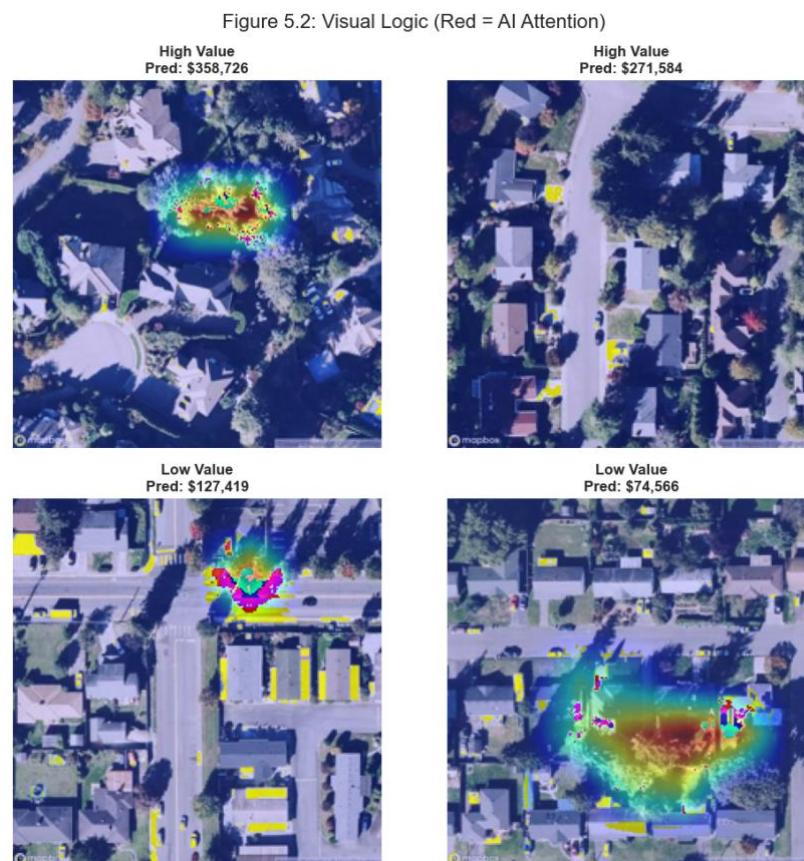 Figure 5.2: Visual Logic (Red = AI Attention)
High Value
Pred: $358,726
High Value
Pred: $271,584
Low Value
Pred: $127,419
Low Value
Pred: $74,566
mapbox
mapbox
mapbox
mapbox